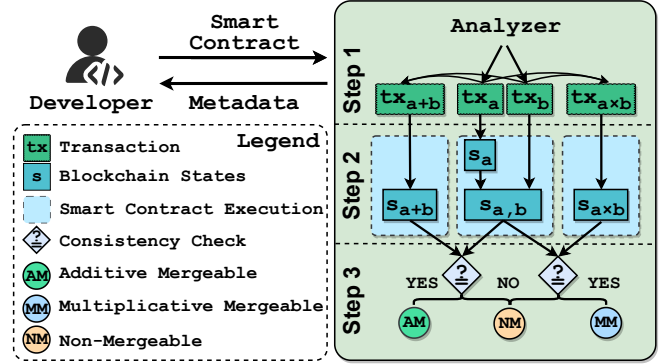 Smart
Contract
Metadata
Developer
Legend
tx Transaction
s Blockchain States
Smart Contract Execution
≟ Consistency Check
AM Additive Mergeable
MM Multiplicative Mergeable
NM Non-Mergeable
Analyzer
Step 1
tx_{a+b} tx_a tx_b tx_{a×b}
Step 2
s_a
s_{a+b} s_{a,b} s_{a×b}
Step 3
≟ ≟
YES NO YES
AM NM MM